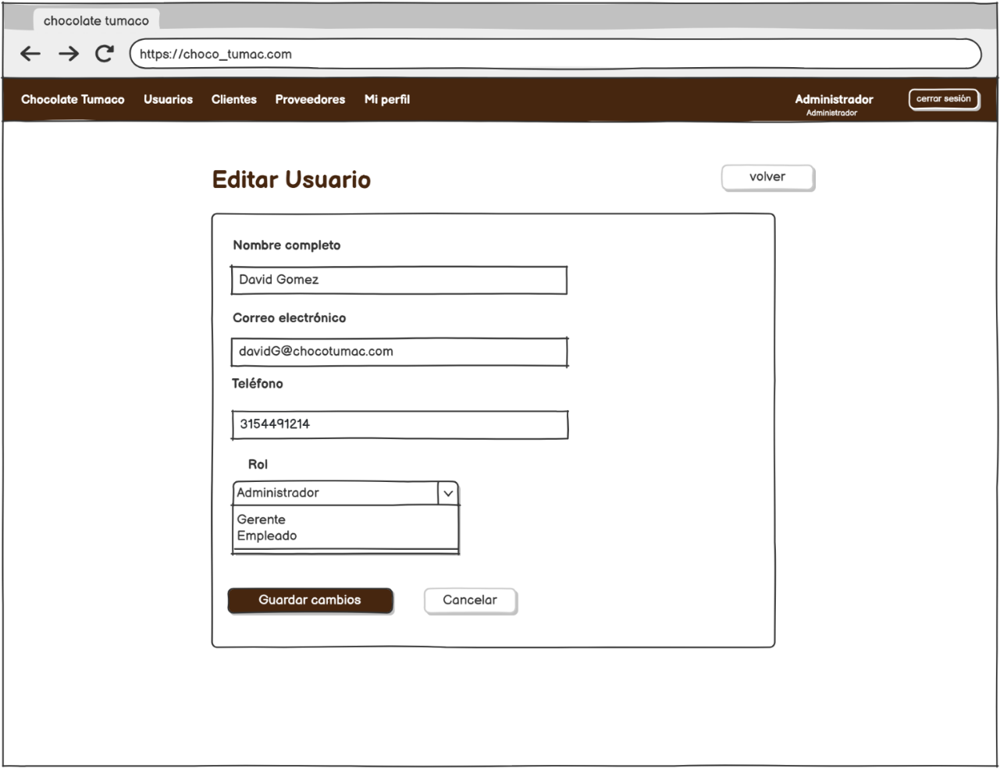 chocolate tumaco
https://choco_tumac.com
Chocolate Tumaco Usuarios Clientes Proveedores Mi perfil Administrador cerrar sesión
Administrador
Editar Usuario volver
Nombre completo
David Gomez
Correo electrónico
davidG@chocotumac.com
Teléfono
3154491214
Rol
Administrador
Gerente
Empleado
Guardar cambios Cancelar